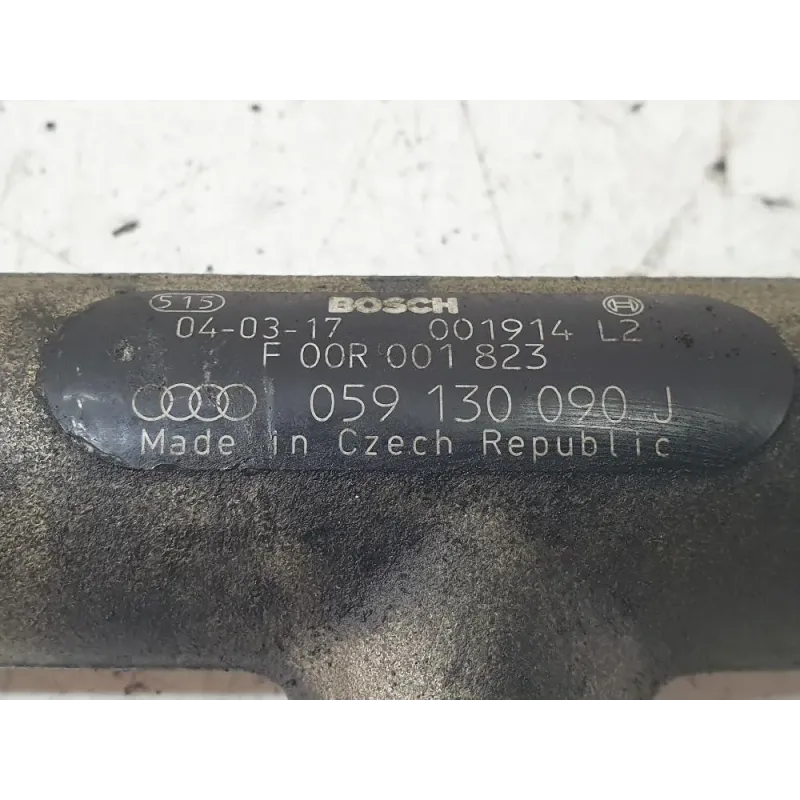 515 BOSCH
04-03-17 001914 L2
F 00R 001 823
059 130 090 J
Made in Czech Republic